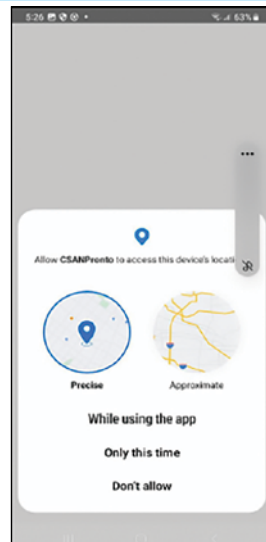 5:26
63%
Allow CSANPronto to access this device's locati
Precise Approximate
While using the app
Only this time
Don't allow